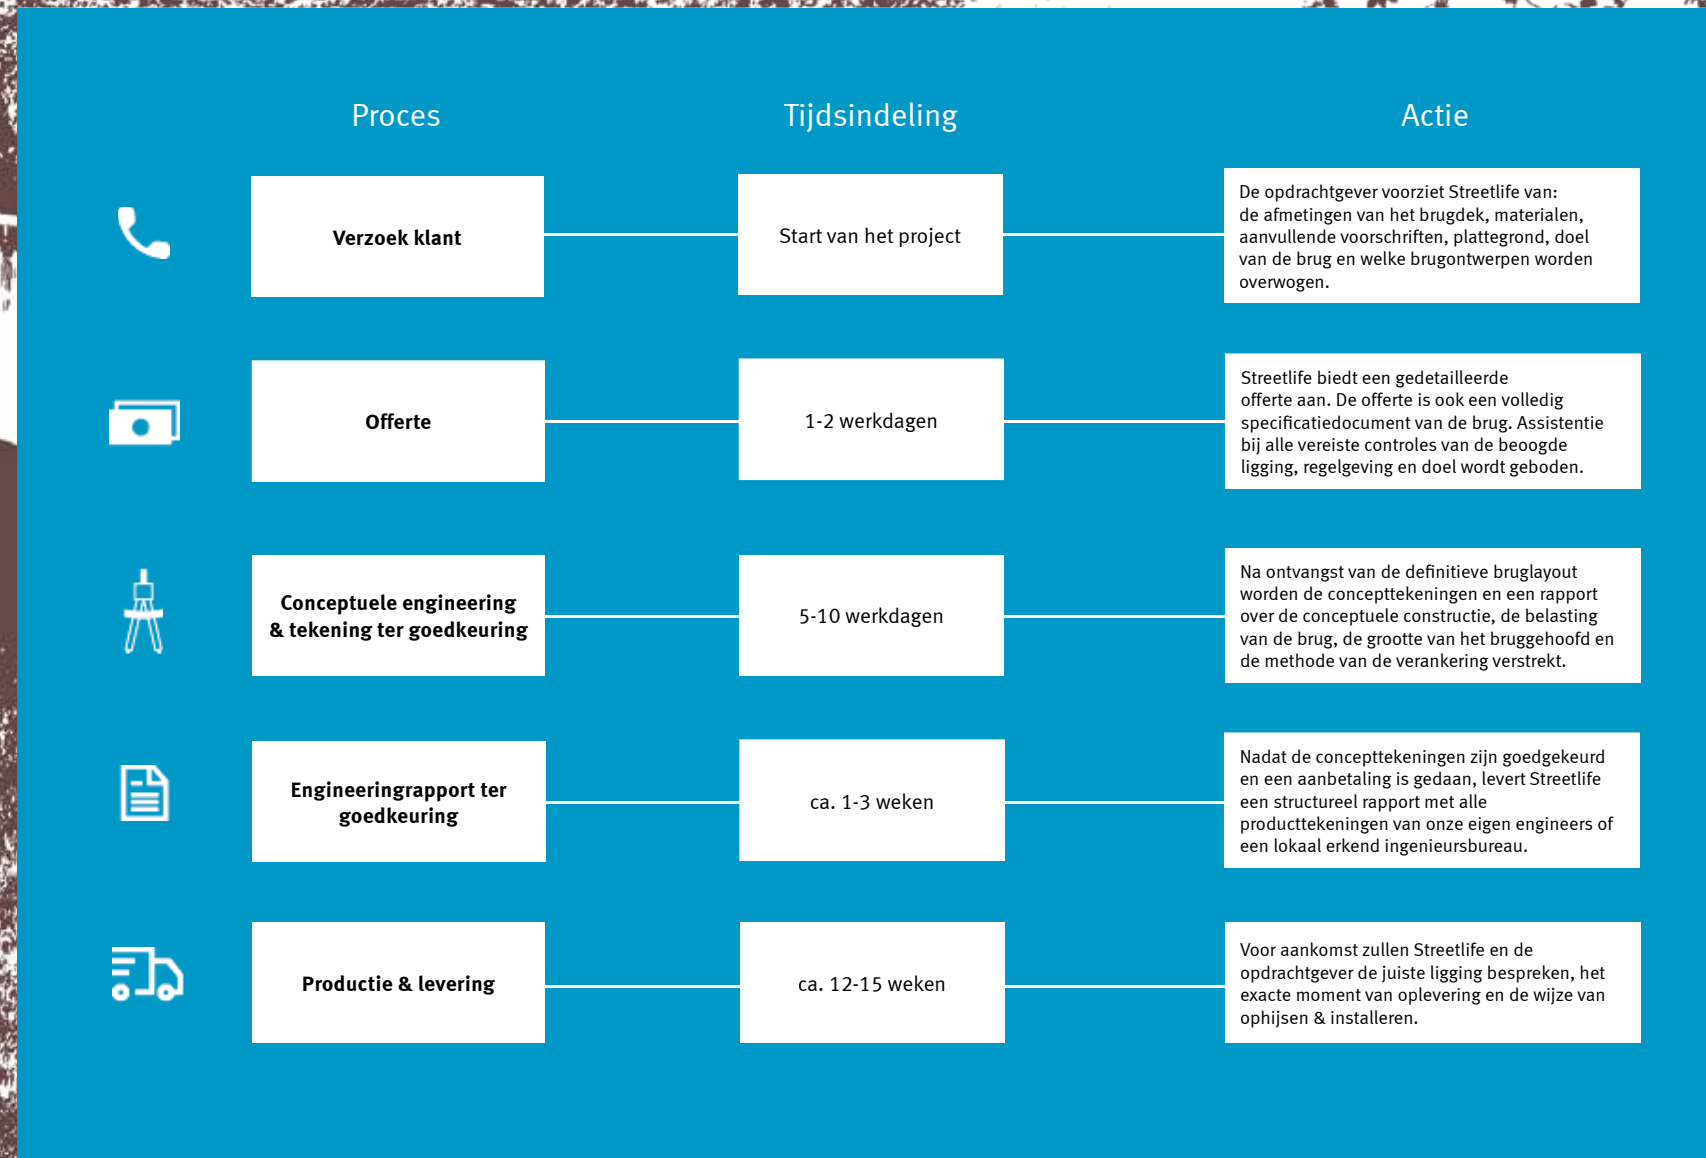 Proces
Tijdsindeling
Actie
Verzoek klant
Start van het project
De opdrachtgever voorziet Streetlife van:
de afmetingen van het brugdek, materialen,
aanvullende voorschriften, plattegrond, doel
van de brug en welke brugontwerpen worden
overwogen.
Offerte
1-2 werkdagen
Streetlife biedt een gedetailleerde
offerte aan. De offerte is ook een volledig
specificatiedocument van de brug. Assistentie
bij alle vereiste controles van de beoogde
ligging, regelgeving en doel wordt geboden.
Conceptuele engineering
& tekening ter goedkeuring
5-10 werkdagen
Na ontvangst van de definitieve bruglayout
worden de concepttekeningen en een rapport
over de conceptuele constructie, de belasting
van de brug, de grootte van het bruggehoofd en
de methode van de verankering verstrekt.
Engineeringrapport ter
goedkeuring
ca. 1-3 weken
Nadat de concepttekeningen zijn goedgekeurd
en een aanbetaling is gedaan, levert Streetlife
een structureel rapport met alle
producttekeningen van onze eigen engineers of
een lokaal erkend ingenieursbureau.
Productie & levering
ca. 12-15 weken
Voor aankomst zullen Streetlife en de
opdrachtgever de juiste ligging bespreken, het
exacte moment van oplevering en de wijze van
ophijsen & installeren.